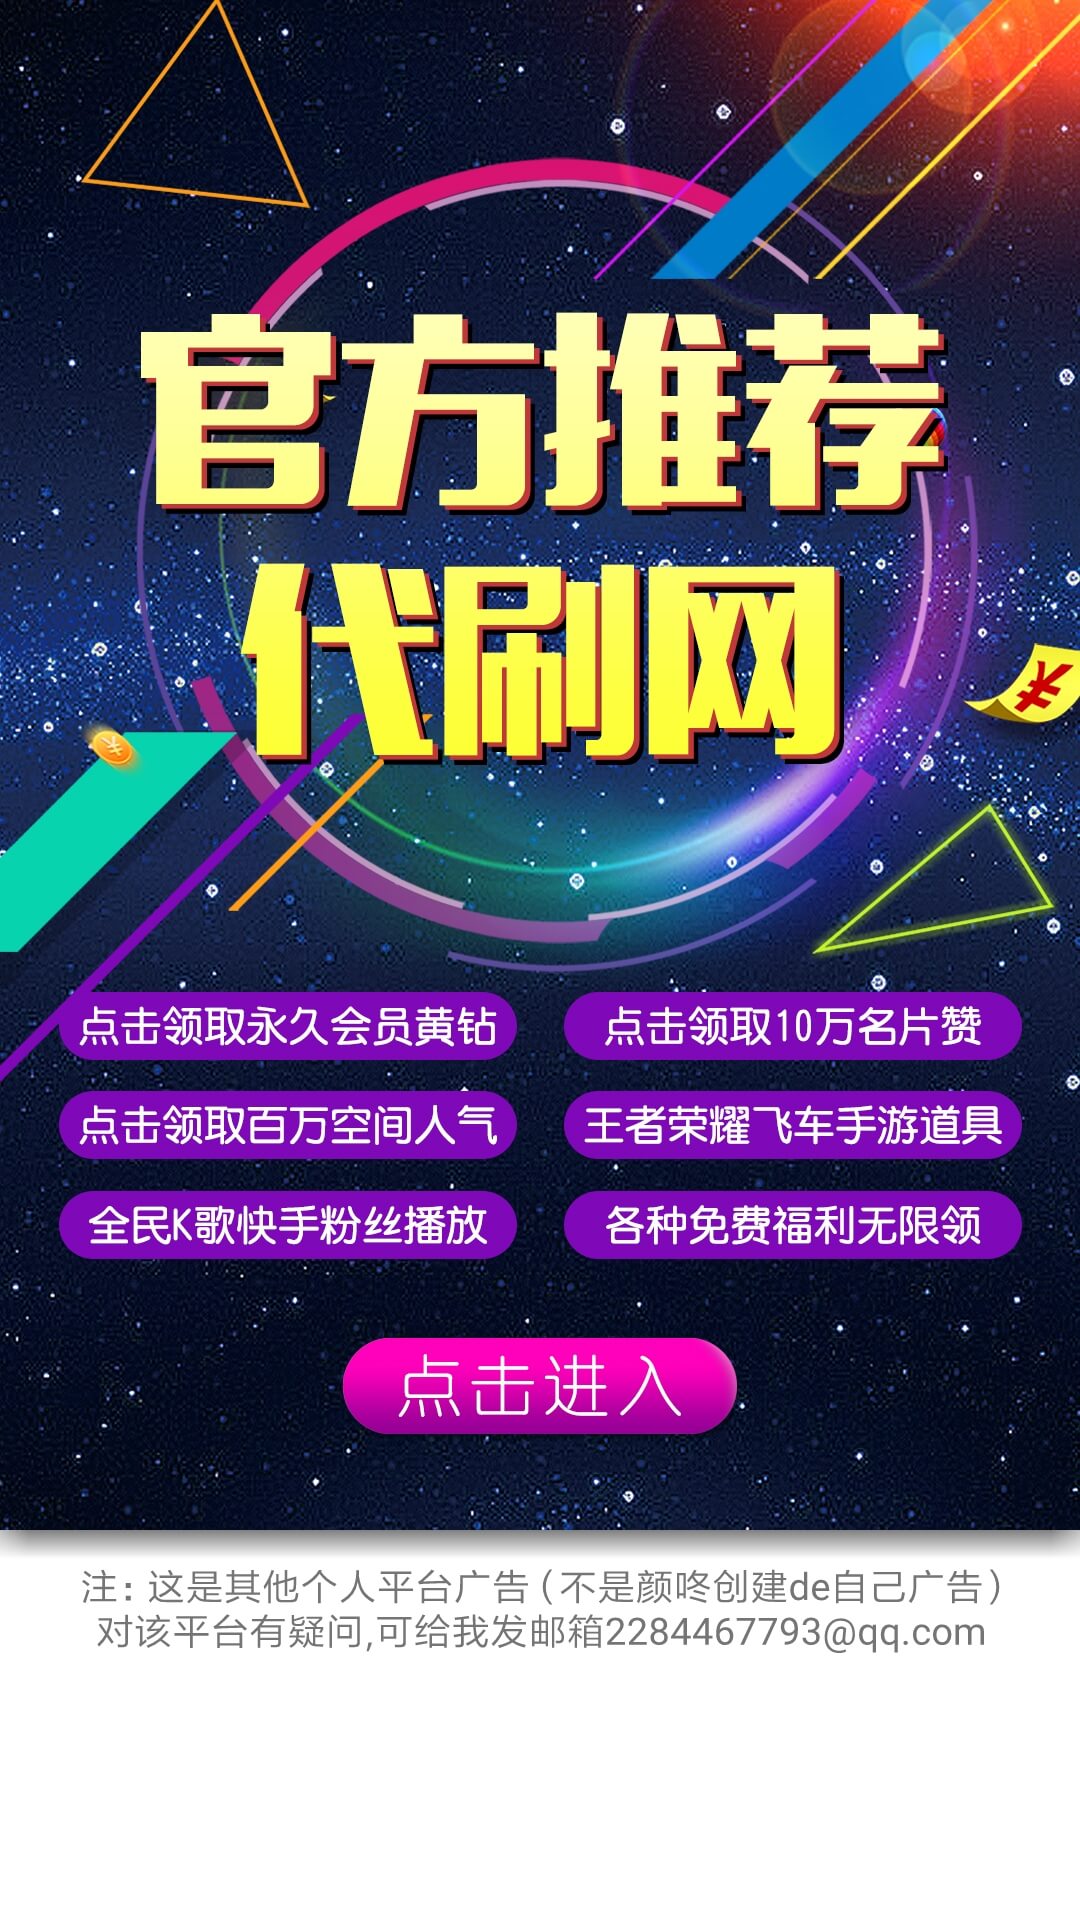 官方推荐
代刷网
¥
¥
点击领取永久会员黄钻
点击领取10万名片赞
点击领取百万空间人气
王者荣耀飞车手游道具
全民K歌快手粉丝播放
各种免费福利无限领
点击进入
注：这是其他个人平台广告（不是颜咚创建de自己广告）
对该平台有疑问,可给我发邮箱2284467793@qq.com